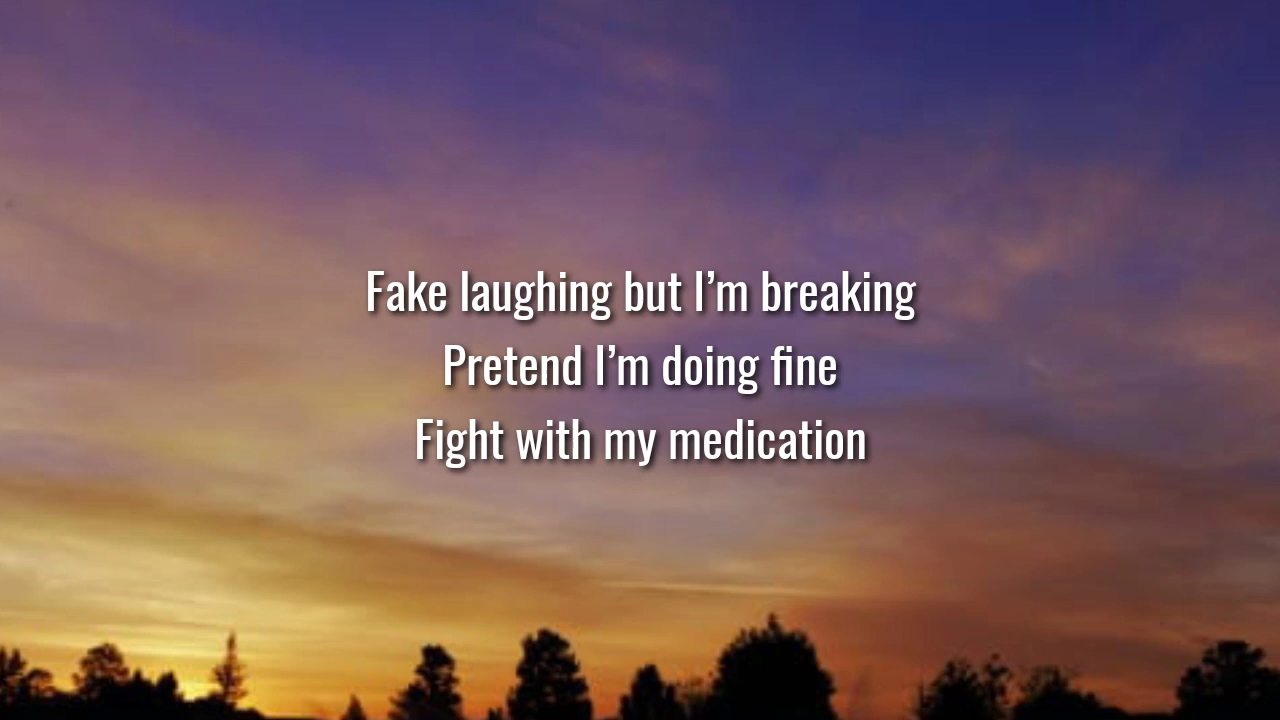 Fake laughing but I’m breaking
Pretend I’m doing fine
Fight with my medication